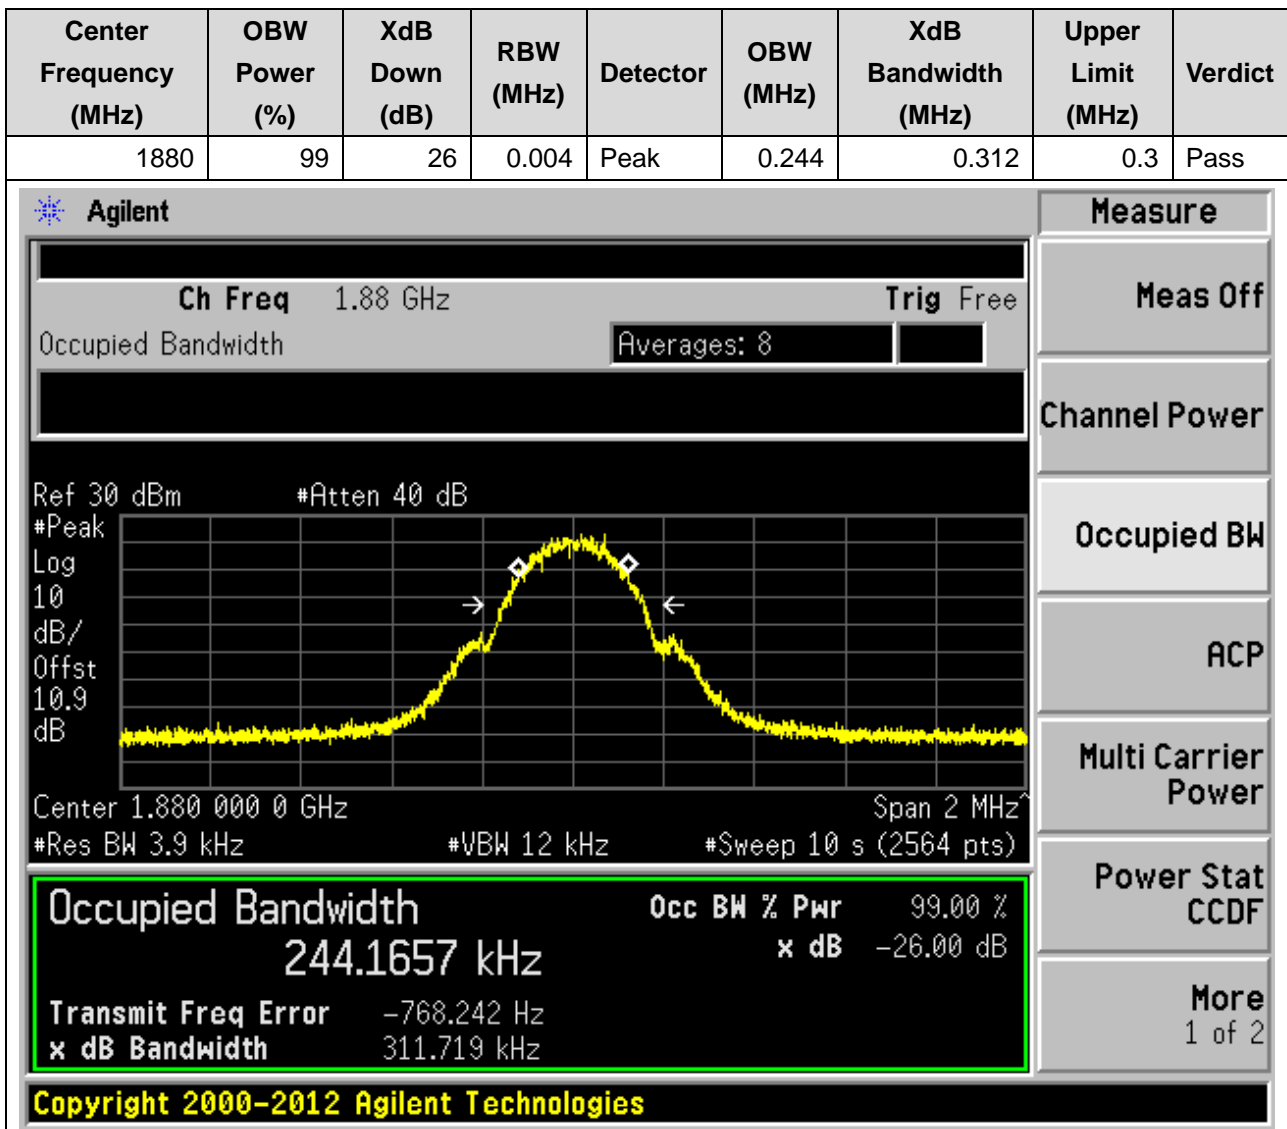 Center Frequency (MHz) OBW Power (%) XdB Down (dB) RBW (MHz) Detector OBW (MHz) XdB Bandwidth (MHz) Upper Limit (MHz) Verdict
1880 99 26 0.004 Peak 0.244 0.312 0.3 Pass
Agilent
Measure
Ch Freq 1.88 GHz Trig Free
Meas Off
Occupied Bandwidth Averages: 8
Channel Power
Ref 30 dBm #Atten 40 dB
#Peak
Log
10
dB/
Offst
10.9
dB
Occupied BW
ACP
Multi Carrier
Power
Center 1.880 000 0 GHz Span 2 MHz^
#Res BW 3.9 kHz #VBW 12 kHz #Sweep 10 s (2564 pts)
Power Stat
CCDF
Occupied Bandwidth Occ BW % Pwr 99.00 %
244.1657 kHz x dB -26.00 dB
Transmit Freq Error -768.242 Hz
x dB Bandwidth 311.719 kHz
More
1 of 2
Copyright 2000-2012 Agilent Technologies